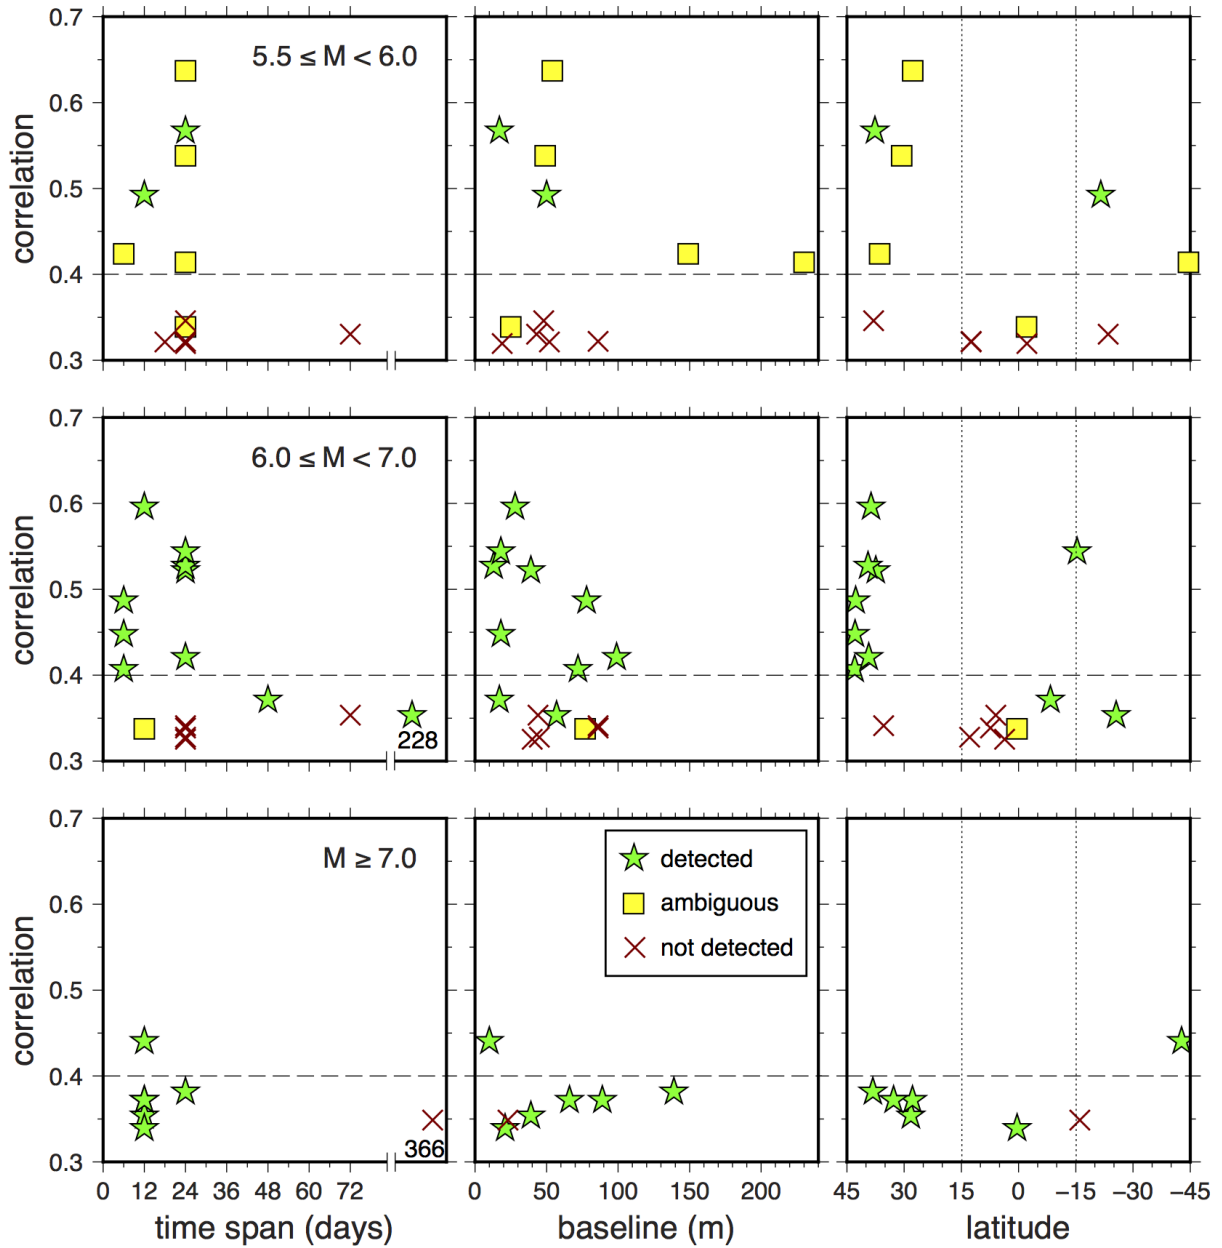 0.7
0.6
0.5
0.4
0.3
correlation
5.5 ≤ M < 6.0
0.7
0.6
0.5
0.4
0.3
correlation
6.0 ≤ M < 7.0
228
0.7
0.6
0.5
0.4
0.3
correlation
M ≥ 7.0
366
detected
ambiguous
not detected
0 12 24 36 48 60 72
0 50 100 150 200
45 30 15 0 −15 −30 −45
time span (days)
baseline (m)
latitude